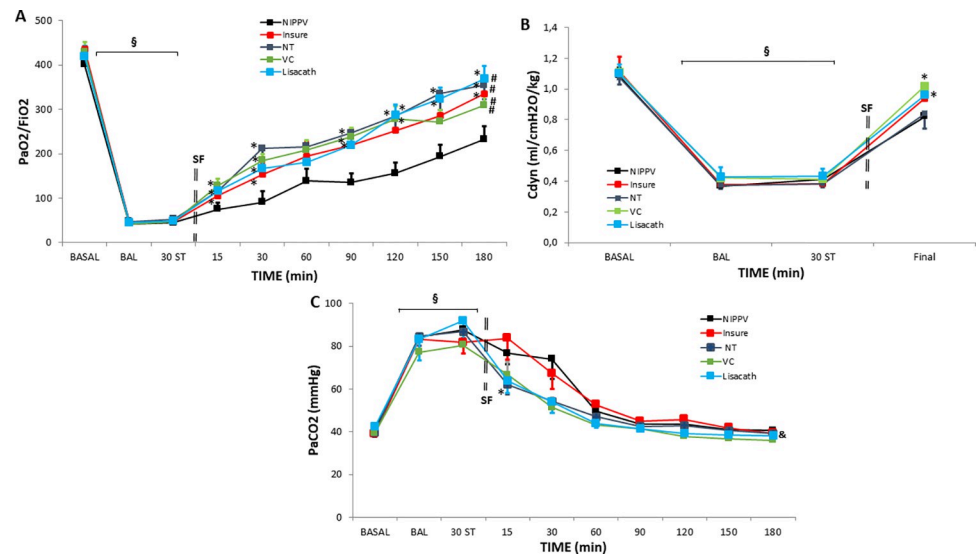 A
500
400
300
200
100
0
PaO2/FiO2
§
NIPPV
Insure
NT
VC
Lisacath
SF
||
||
||
||
* * * * * * * * * * * * * * * * * *
#
#
#
#
BASAL BAL 30 ST 15 30 60 90 120 150 180
TIME (min)
B
1,4
1,2
1,0
0,8
0,6
0,4
0,2
0,0
Cdyn (ml/cmH2O/kg)
§
SF
||
||
||
*
*
NIPPV
Insure
NT
VC
Lisacath
BASAL BAL 30 ST Final
TIME (min)
C
100
80
60
40
20
0
PaCO2 (mmHg)
§
||
||
||
||
SF
*
&
NIPPV
Insure
NT
VC
Lisacath
BASAL BAL 30 ST 15 30 60 90 120 150 180
TIME (min)